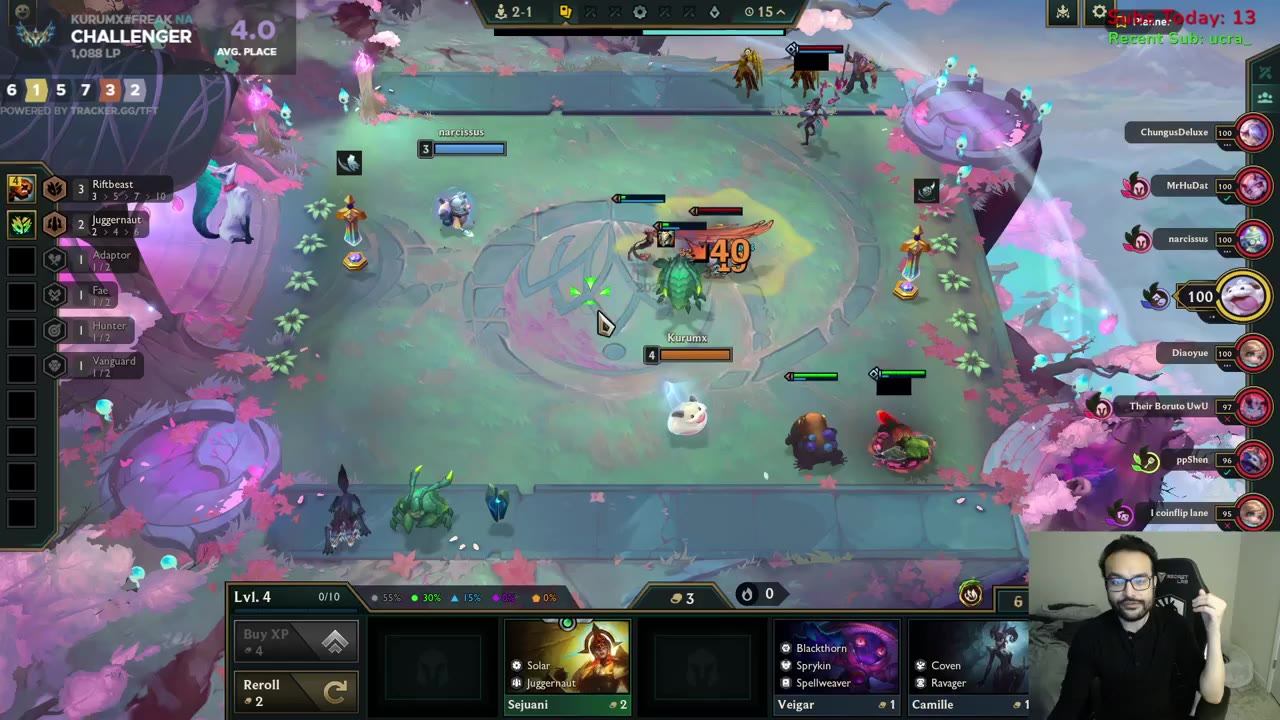 KURUMX#FREAK NA
CHALLENGER
1,088 LP
4.0
AVG. PLACE
6 1 5 7 3 2
POWERED BY TRACKER.GG/TFT
2-1
15
Planner
Subs Today: 13
Recent Sub: ucra_
narcissus
3
ChungusDeluxe 100
MrHuDat 100
narcissus 100
100
Diaoyue 100
Their Boruto UwU 97
ppShen 96
I coinflip lane 95
3 Riftbeast
3 > 5 > 7 > 10
2 Juggernaut
2 > 4 > 6
1 Adaptor
1 / 2
1 Fae
1 / 2
1 Hunter
1 / 2
1 Vanguard
1 / 2
40
Kurumx
4
Lvl. 4 0/10
55% 30% 15% 0%
3
0
6
Buy XP
4
Reroll
2
Solar
Juggernaut
Sejuani 2
Blackthorn
Sprykin
Spellweaver
Veigar 1
Coven
Ravager
Camille 1